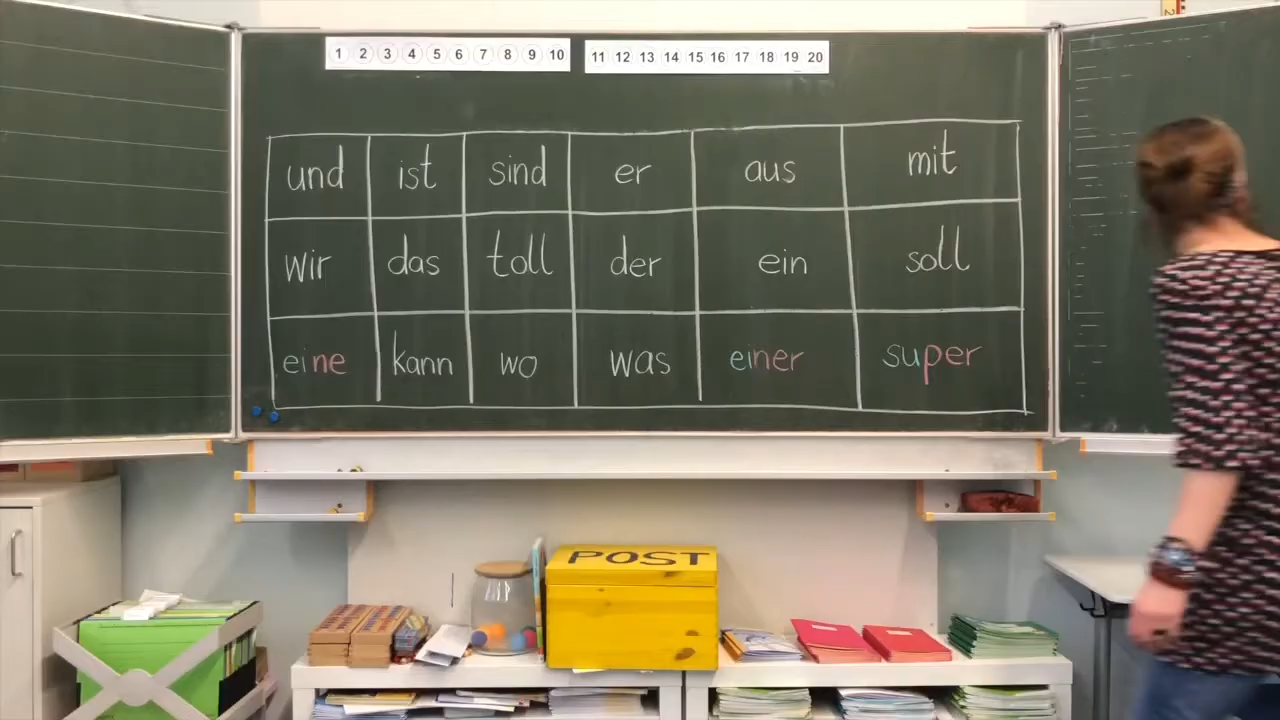 1 2 3 4 5 6 7 8 9 10 11 12 13 14 15 16 17 18 19 20
und ist sind er aus mit
wir das toll der ein soll
eine kann wo was einer super
POST